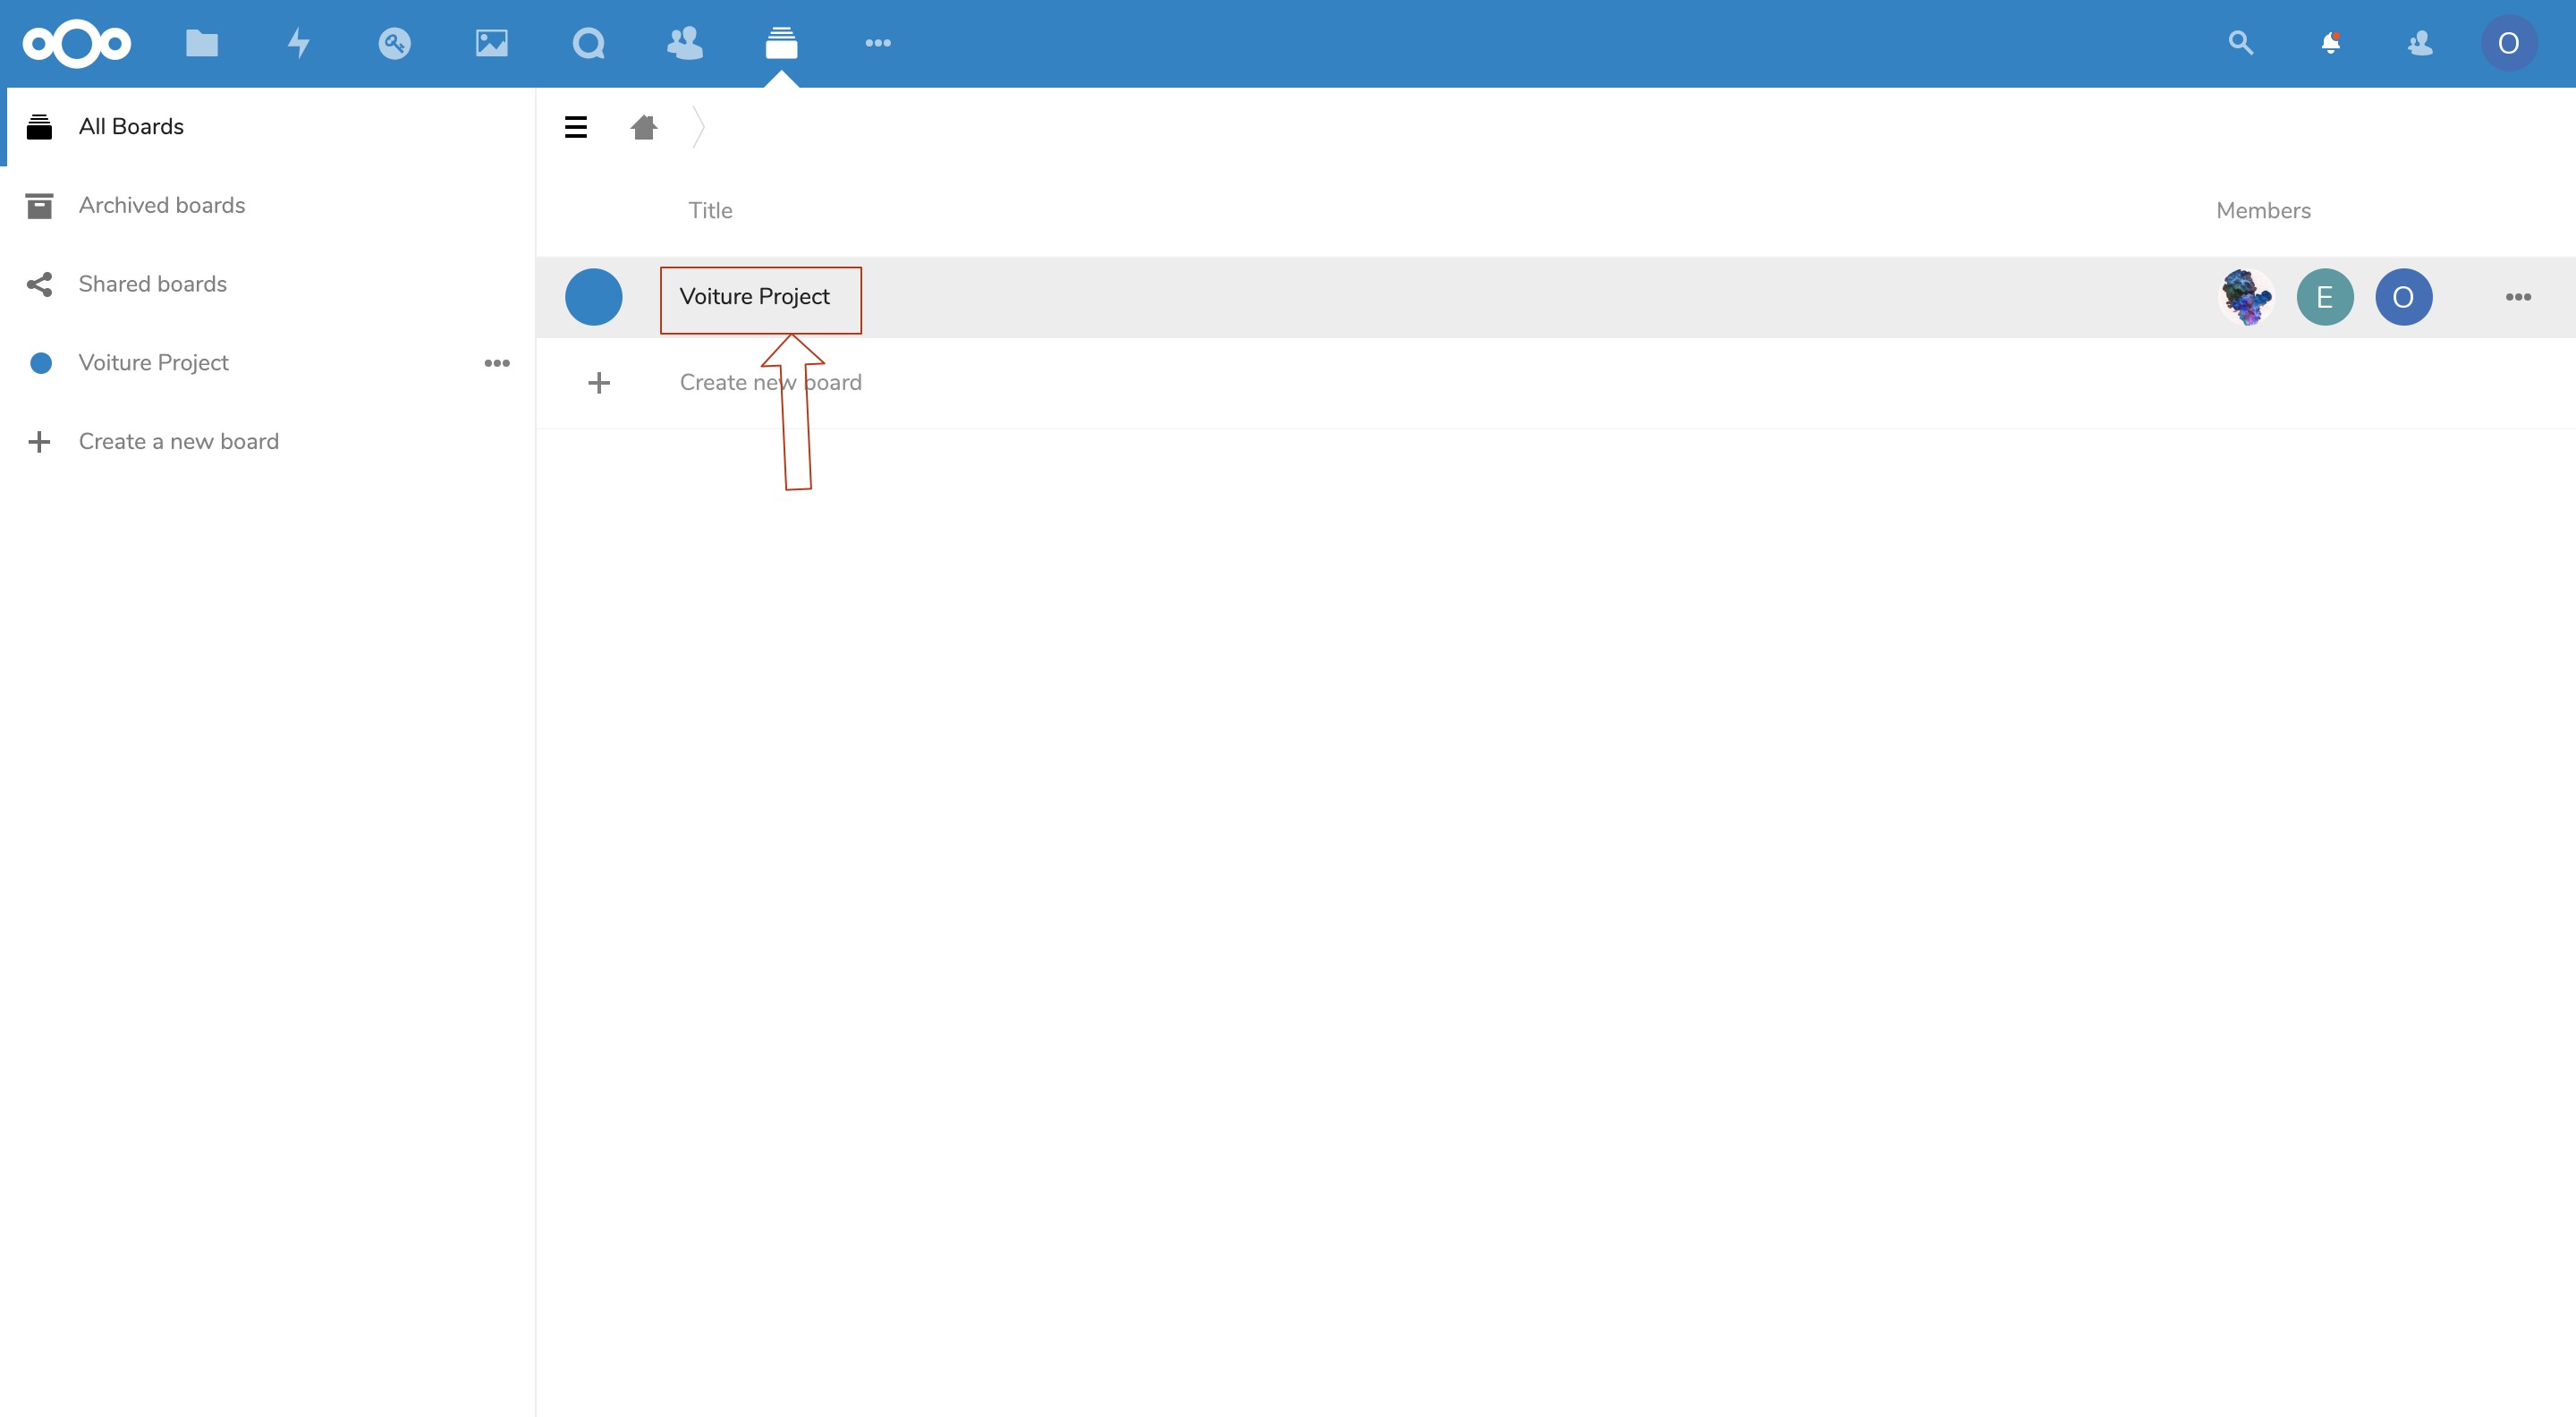 O
All Boards
Archived boards
Shared boards
Voiture Project
Create a new board
Title
Members
Voiture Project
E
O
Create new board